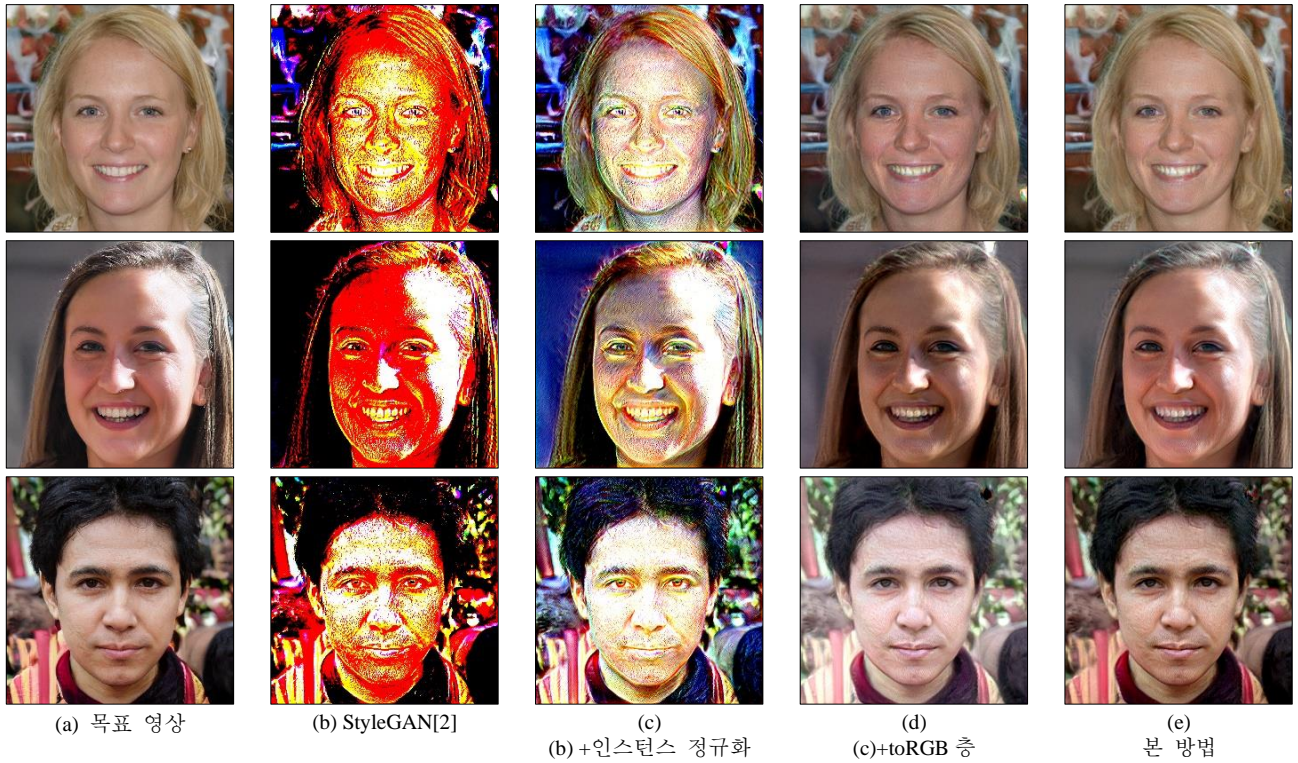 (a) 목표 영상
(b) StyleGAN[2]
(c)
(b) +인스턴스 정규화
(d)
(c)+toRGB 층
(e)
본 방법